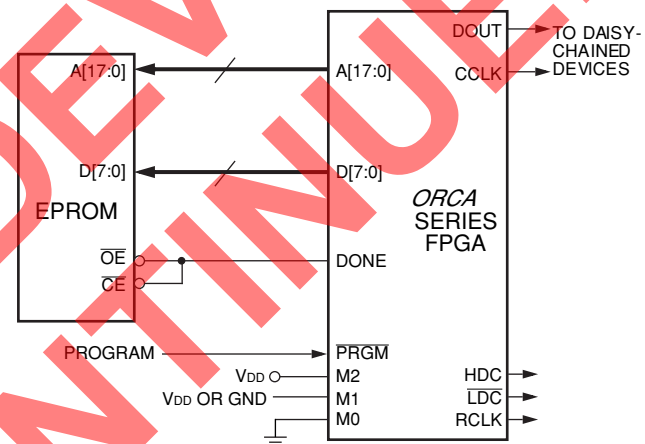 DOUT
TO DAISY-
CHAINED
DEVICES
A[17:0]
A[17:0]
CCLK
D[7:0]
D[7:0]
EPROM
ORCA
SERIES
FPGA
OE
DONE
CE
PROGRAM
PRGM
VDD
M2
HDC
VDD OR GND
M1
LDC
M0
RCLK